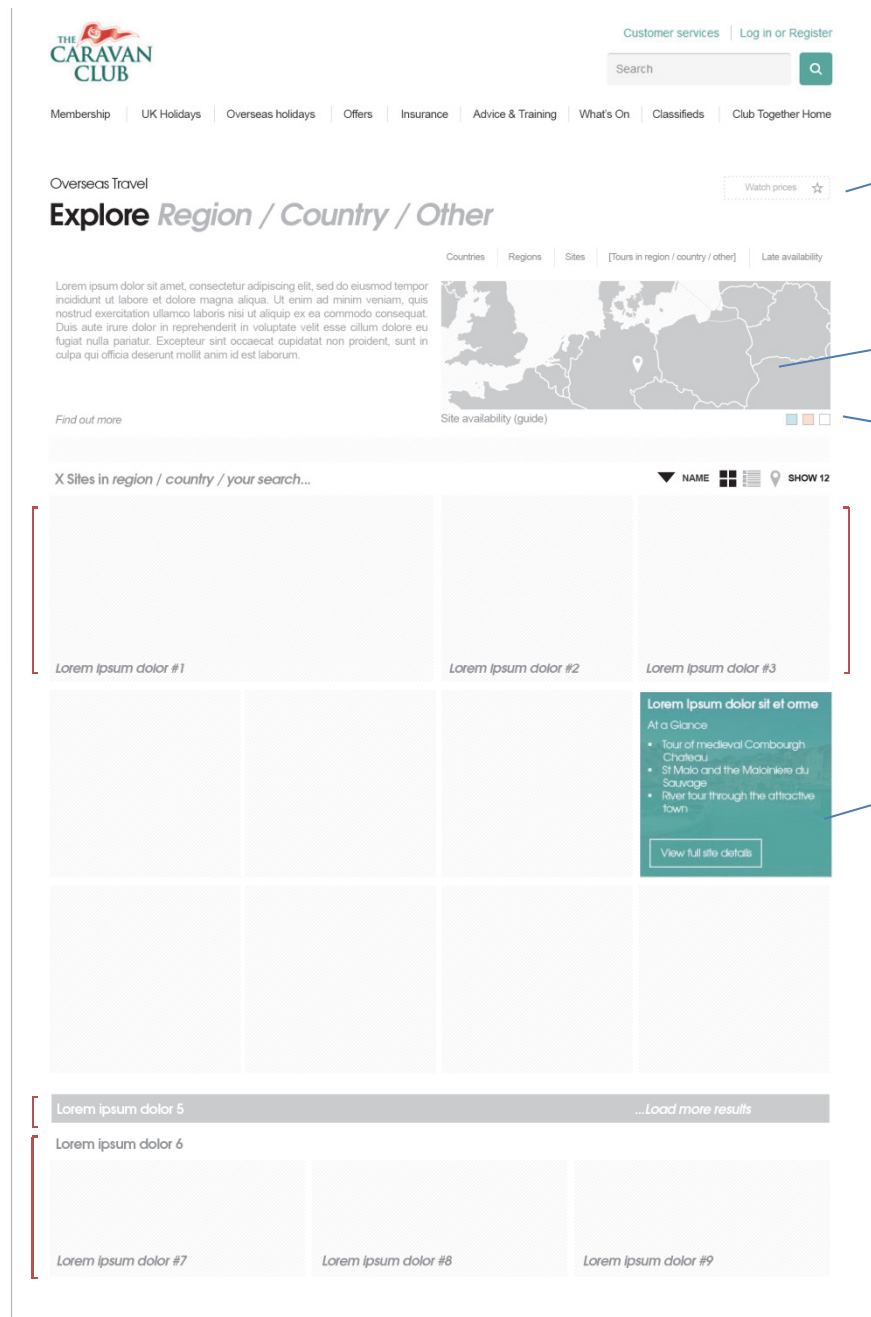 THE
CARAVAN
CLUB
Customer services
Log in or Register
Search
Membership
UK Holidays
Overseas holidays
Offers
Insurance
Advice & Training
What's On
Classifieds
Club Together Home
Overseas Travel
Watch prices
Explore Region / Country / Other
Countries
Regions
Sites
[Tours in region / country / other]
Late availability
Lorem ipsum dolor sit amet, consectetur adipiscing elit, sed do eiusmod tempor
incididunt ut labore et dolore magna aliqua. Ut enim ad minim veniam, quis
nostrud exercitation ullamco laboris nisi ut aliquip ex ea commodo consequat.
Duis aute irure dolor in reprehenderit in voluptate velit esse cillum dolore eu
fugiat nulla pariatur. Excepteur sint occaecat cupidatat non proident, sunt in
culpa qui officia deserunt mollit anim id est laborum.
Find out more
Site availability (guide)
X Sites in region / country / your search...
NAME
SHOW 12
Lorem Ipsum dolor #1
Lorem Ipsum dolor #2
Lorem Ipsum dolor #3
Lorem Ipsum dolor sit et orme
At a Glance
• Tour of medieval Combourgh
Chateau
• St Malo and the Maloiniere du
Sauvage
• River tour through the attractive
town
View full site details
Lorem ipsum dolor 5
...Load more results
Lorem ipsum dolor 6
Lorem ipsum dolor #7
Lorem ipsum dolor #8
Lorem ipsum dolor #9